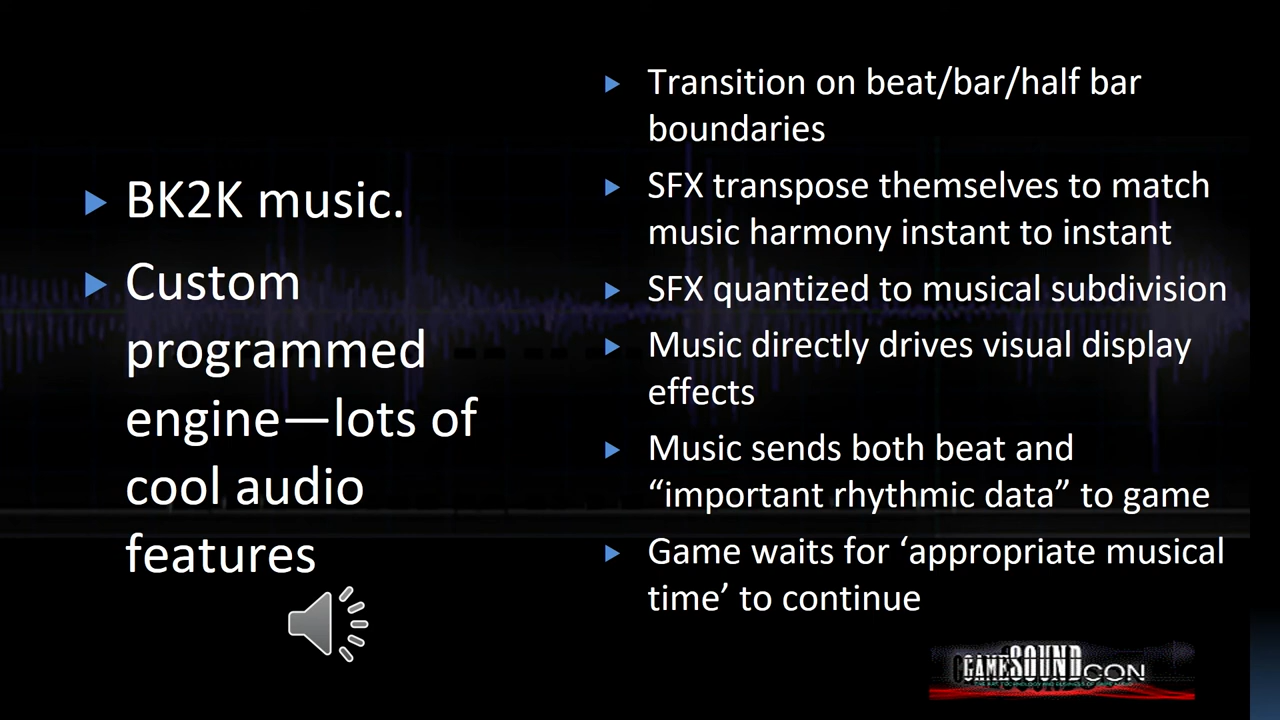 BK2K music.
Custom
programmed
engine—lots of
cool audio
features
Transition on beat/bar/half bar
boundaries
SFX transpose themselves to match
music harmony instant to instant
SFX quantized to musical subdivision
Music directly drives visual display
effects
Music sends both beat and
“important rhythmic data” to game
Game waits for ‘appropriate musical
time’ to continue
GAMESOUNDCON